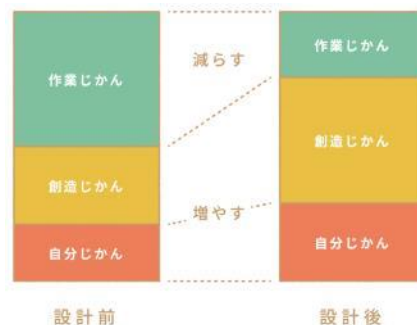 作業じかん
創造じかん
自分じかん
設計前
減らす
増やす
作業じかん
創造じかん
自分じかん
設計後